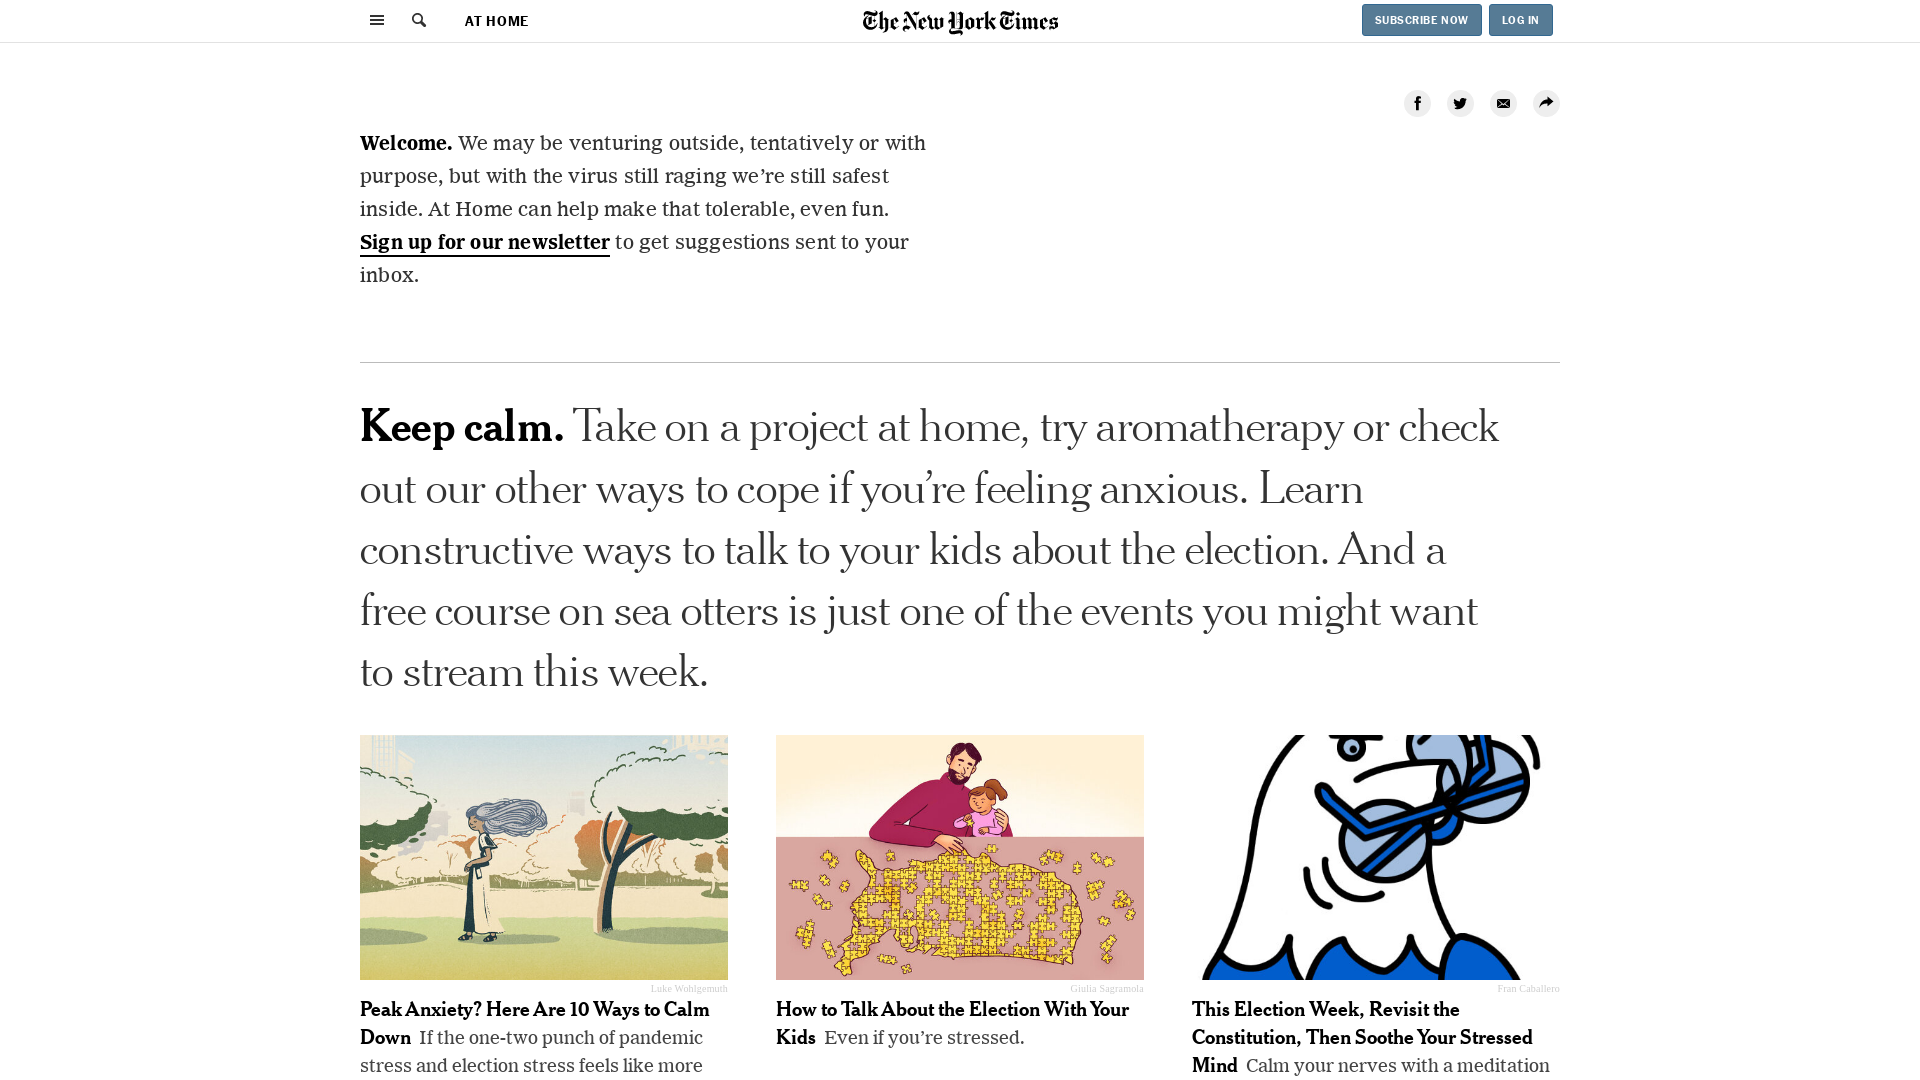 AT HOME
The New York Times
SUBSCRIBE NOW
LOG IN
Welcome. We may be venturing outside, tentatively or with
purpose, but with the virus still raging we’re still safest
inside. At Home can help make that tolerable, even fun.
Sign up for our newsletter to get suggestions sent to your
inbox.
Keep calm. Take on a project at home, try aromatherapy or check
out our other ways to cope if you’re feeling anxious. Learn
constructive ways to talk to your kids about the election. And a
free course on sea otters is just one of the events you might want
to stream this week.
Luke Wohlgemuth
Peak Anxiety? Here Are 10 Ways to Calm
Down If the one-two punch of pandemic
stress and election stress feels like more
Giulia Sagramola
How to Talk About the Election With Your
Kids Even if you’re stressed.
Fran Caballero
This Election Week, Revisit the
Constitution, Then Soothe Your Stressed
Mind Calm your nerves with a meditation